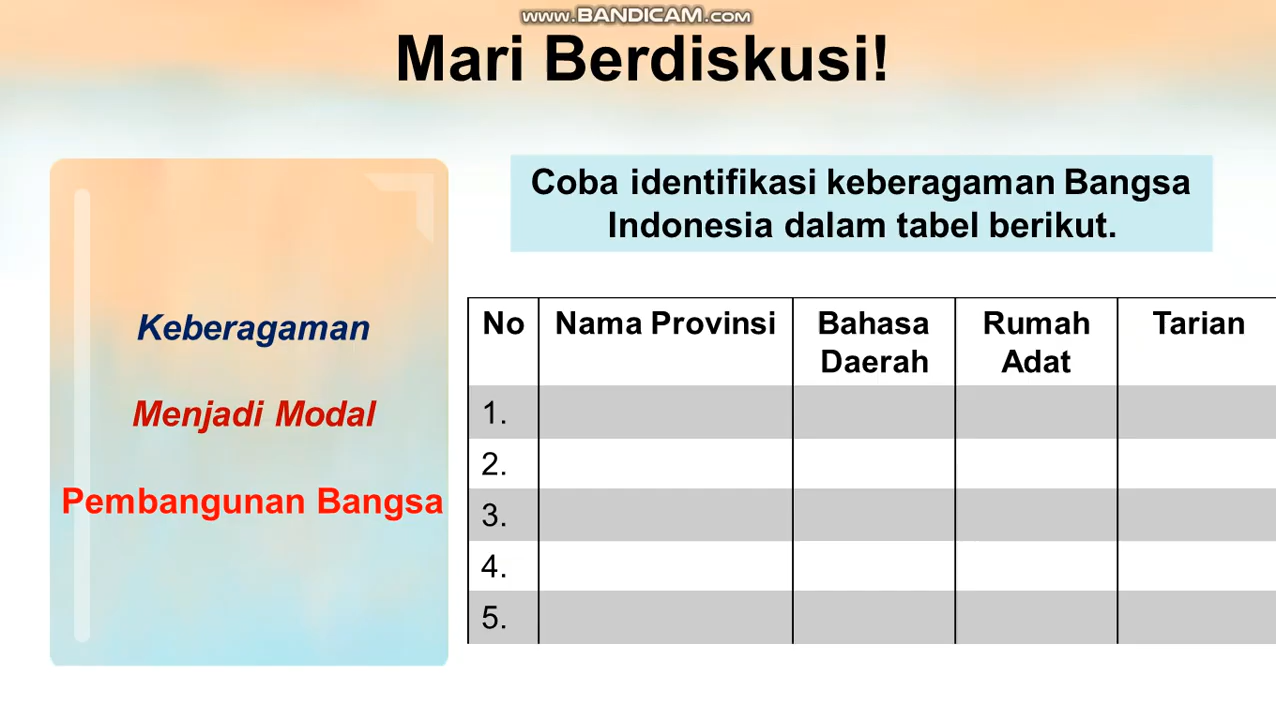 www.BANDICAM.com
Mari Berdiskusi!
Keberagaman
Menjadi Modal
Pembangunan Bangsa
Coba identifikasi keberagaman Bangsa
Indonesia dalam tabel berikut.
No Nama Provinsi Bahasa Daerah Rumah Adat Tarian
1.
2.
3.
4.
5.